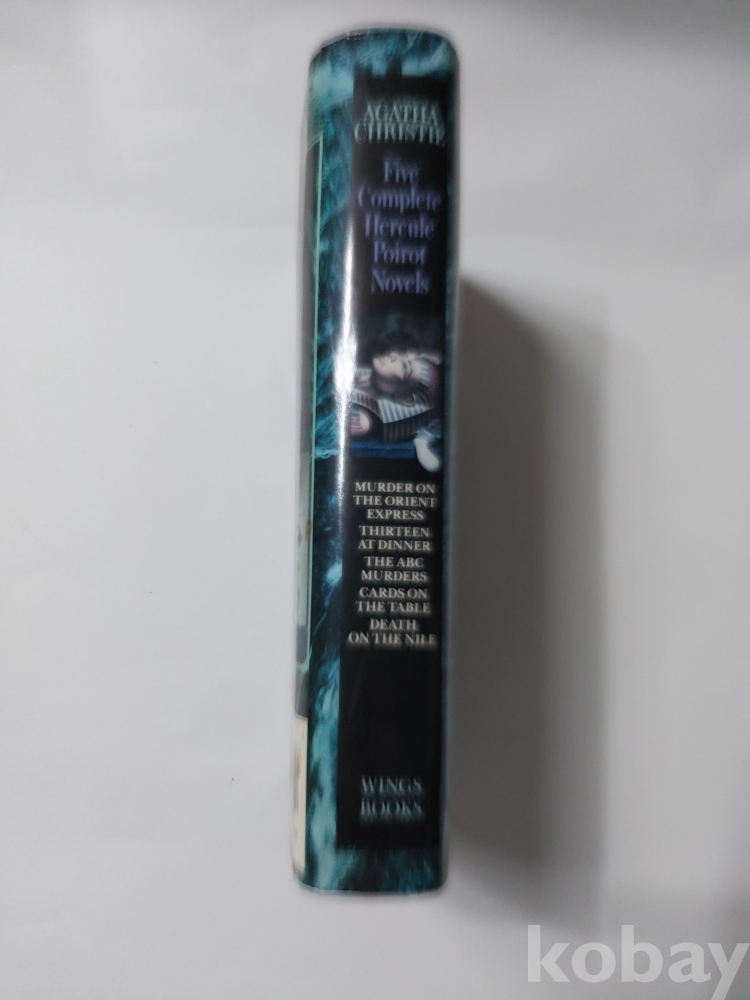 AGATHA
CHRISTIE
Five
Complete
Hercule
Poirot
Novels
MURDER ON
THE ORIENT
EXPRESS
THIRTEEN
AT DINNER
THE ABC
MURDERS
CARDS ON
THE TABLE
DEATH
ON THE NILE
WINGS
BOOKS
kobay